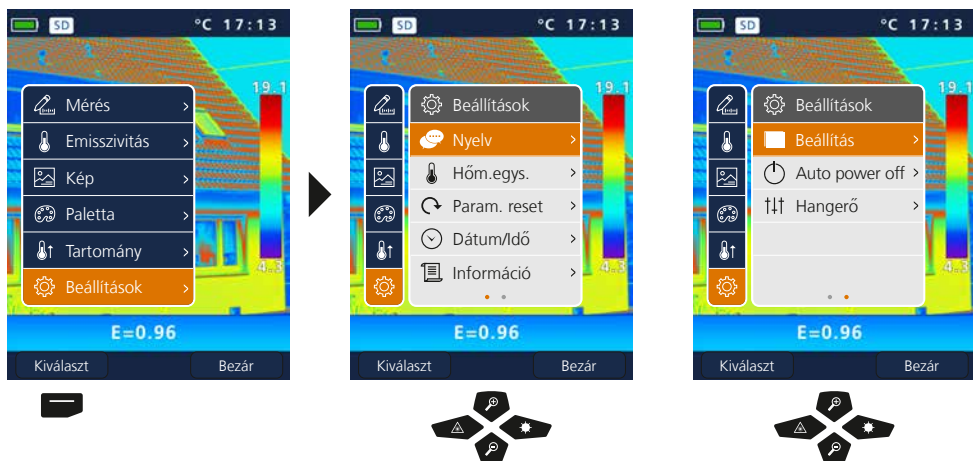 SD °C 17:13
19.1
Mérés
Emisszivitás
Kép
Paletta
Tartomány
Beállítások
4.3
E=0.96
Kiválaszt Bezár
SD °C 17:13
19.1
Beállítások
Nyelv
Hőm.egys.
Param. reset
Dátum/Idő
Információ
4.3
E=0.96
Kiválaszt Bezár
SD °C 17:13
19.1
Beállítások
Beállítás
Auto power off
Hangerő
4.3
E=0.96
Kiválaszt Bezár